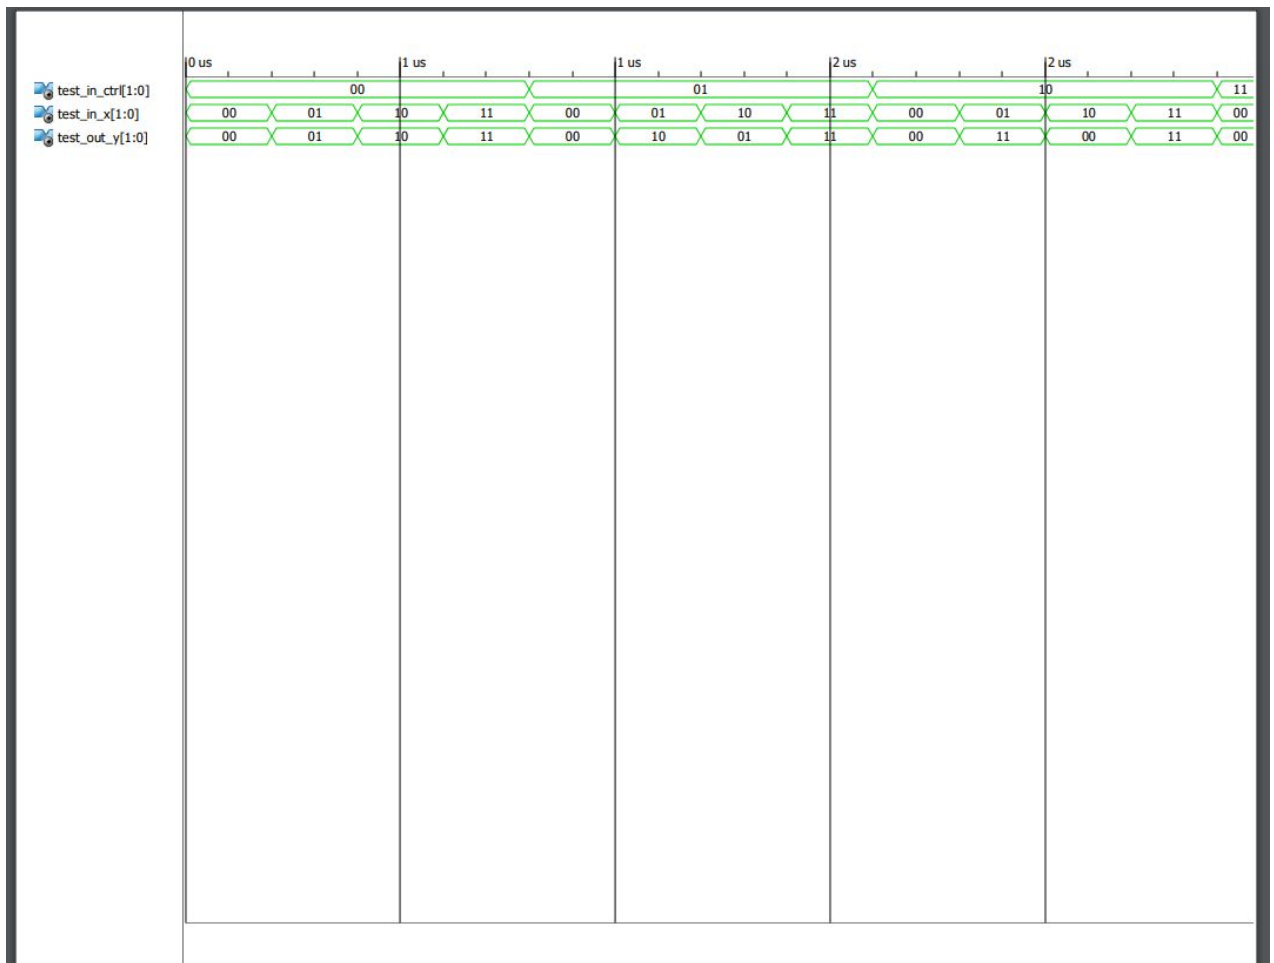 0 us 1 us 1 us 2 us 2 us
test_in_ctrl[1:0] 00 01 10 11
test_in_x[1:0] 00 01 10 11 00 01 10 11 00 01 10 11 00
test_out_y[1:0] 00 01 10 11 00 10 01 11 00 11 00 11 00